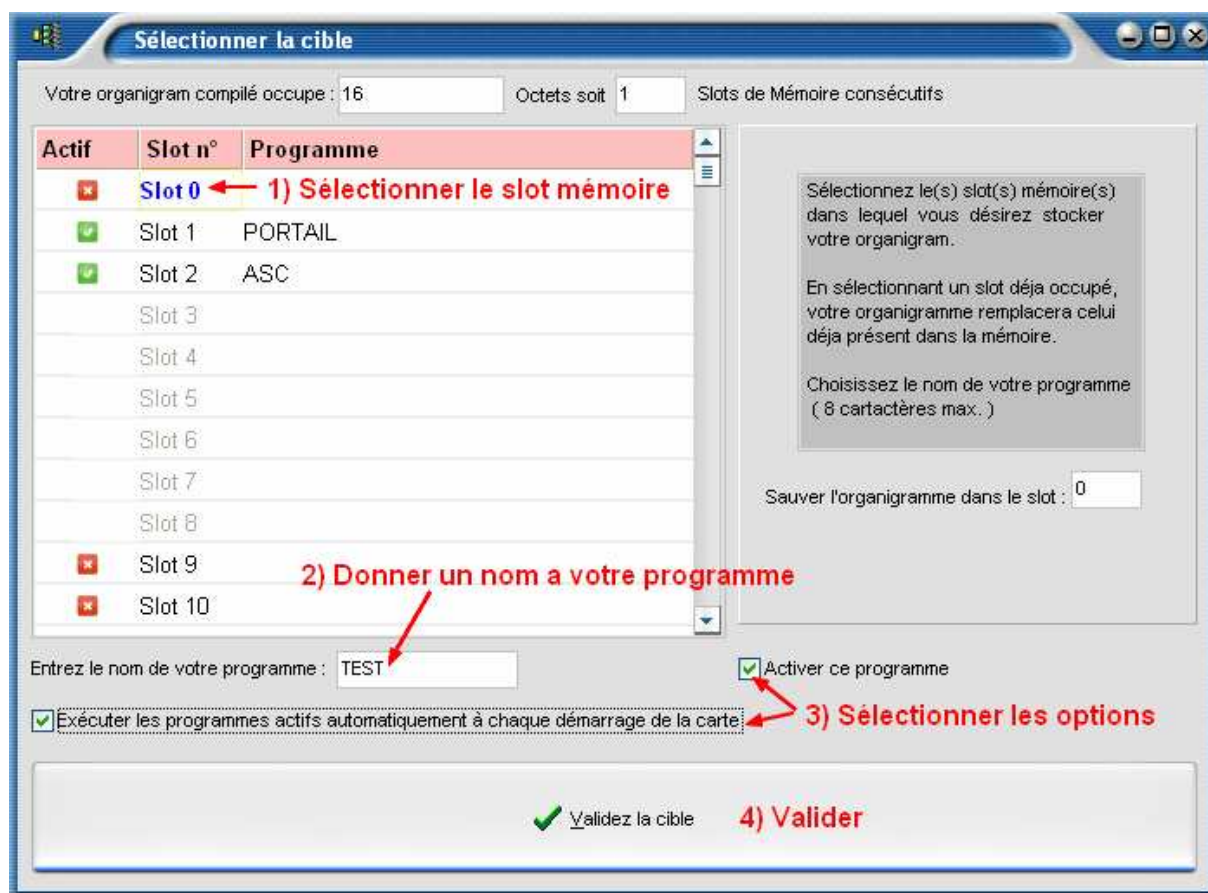 Sélectionner la cible
Votre organigram compilé occupe : 16 Octets soit 1 Slots de Mémoire consécutifs
Actif Slot n° Programme
Slot 0 1) Sélectionner le slot mémoire
Slot 1 PORTAIL
Slot 2 ASC
Slot 3
Slot 4
Slot 5
Slot 6
Slot 7
Slot 8
Slot 9
Slot 10
Sélectionnez le(s) slot(s) mémoire(s)
dans lequel vous désirez stocker
votre organigram.
En sélectionnant un slot déja occupé,
votre organigramme remplacera celui
déja présent dans la mémoire.
Choisissez le nom de votre programme
( 8 cartactères max. )
Sauver l'organigramme dans le slot : 0
2) Donner un nom a votre programme
Entrez le nom de votre programme : TEST
Activer ce programme
Exécuter les programmes actifs automatiquement à chaque démarrage de la carte
3) Sélectionner les options
Validez la cible
4) Valider